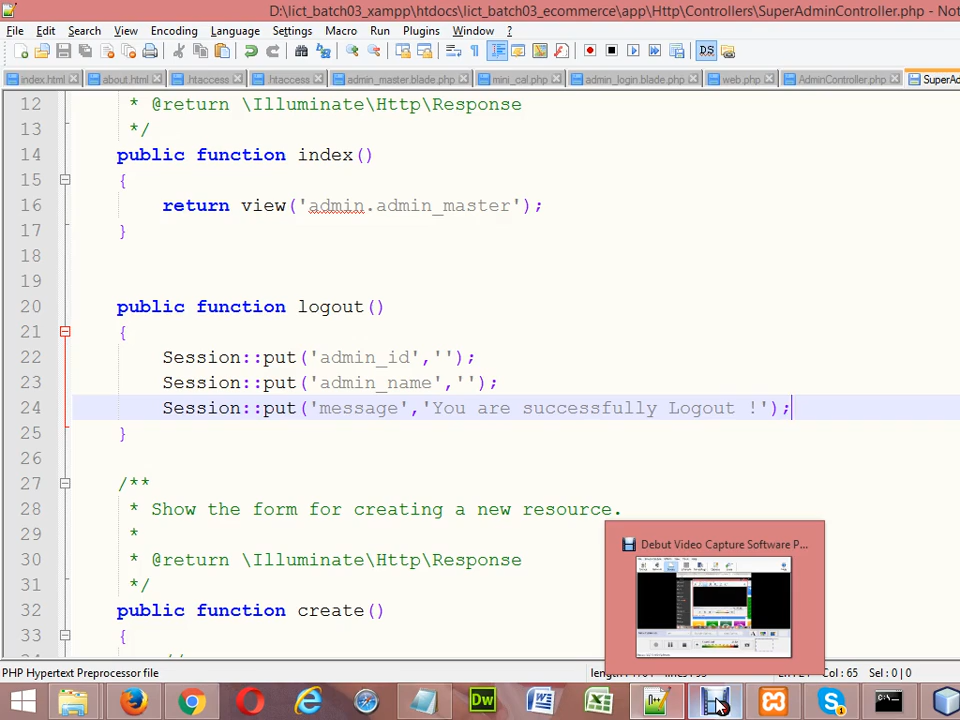 D:\lict_batch03_xampp\htdocs\lict_batch03_ecommerce\app\Http\Controllers\SuperAdminController.php - Not
File Edit Search View Encoding Language Settings Macro Run Plugins Window ?
index.html about.html .htaccess .htaccess admin_master.blade.php mini_cal.php admin_login.blade.php web.php AdminController.php SuperAd
12 * @return \Illuminate\Http\Response
13 */
14 public function index()
15 {
16 return view('admin.admin_master');
17 }
18
19
20 public function logout()
21 {
22 Session::put('admin_id','');
23 Session::put('admin_name','');
24 Session::put('message','You are successfully Logout !');
25 }
26
27 /**
28 * Show the form for creating a new resource.
29 *
30 * @return \Illuminate\Http\Response
31 */
32 public function create()
33 {
Debut Video Capture Software P...
PHP Hypertext Preprocessor file
Col : 65 Sel : 0 | 0